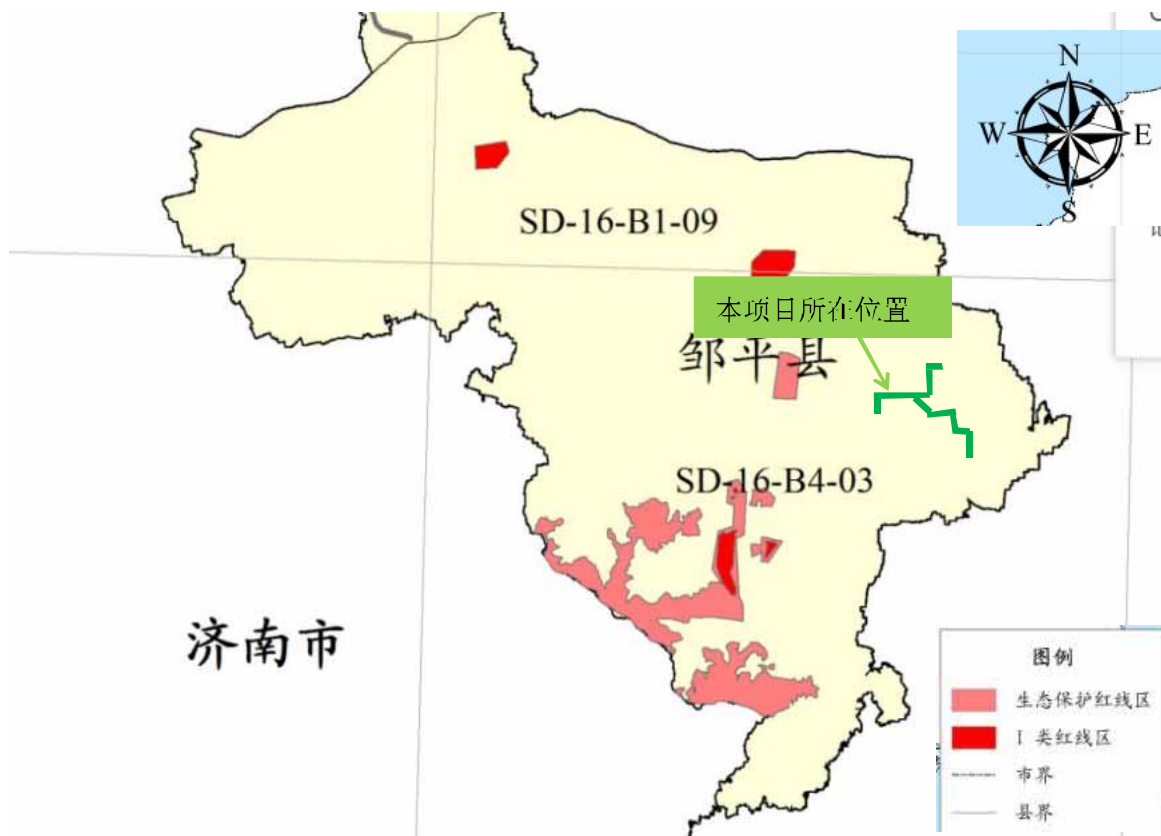 N
W
E
S
SD-16-B1-09
本项目所在位置
邹平县
SD-16-B4-03
济南市
图例
生态保护红线区
I 类红线区
市界
县界